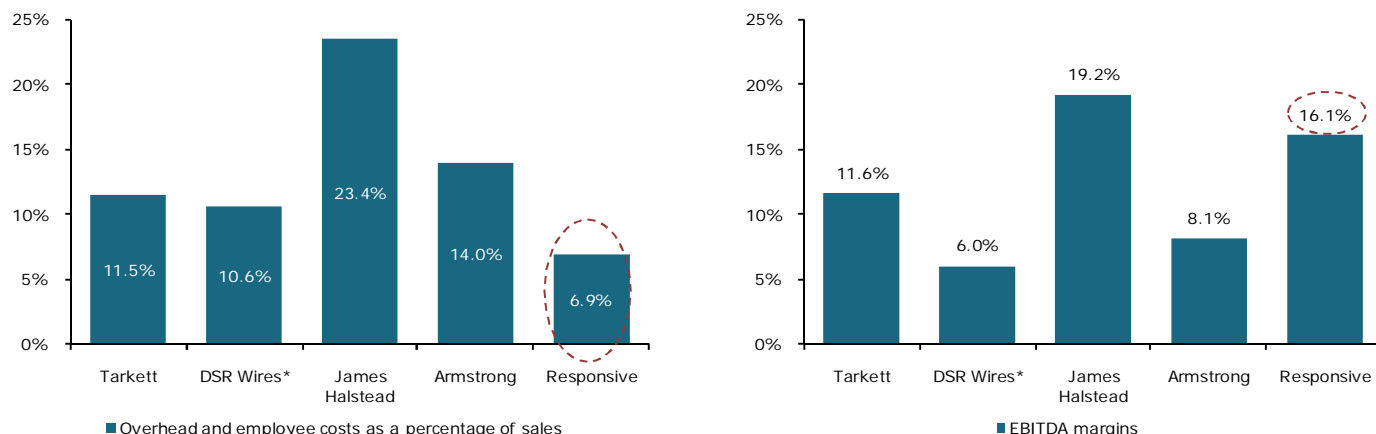 25%
20%
15%
10%
5%
0%
11.5%
10.6%
23.4%
14.0%
6.9%
Tarkett
DSR Wires*
James
Halstead
Armstrong
Responsive
Overhead and employee costs as a percentage of sales
25%
20%
15%
10%
5%
0%
11.6%
6.0%
19.2%
8.1%
16.1%
Tarkett
DSR Wires*
James
Halstead
Armstrong
Responsive
EBITDA margins